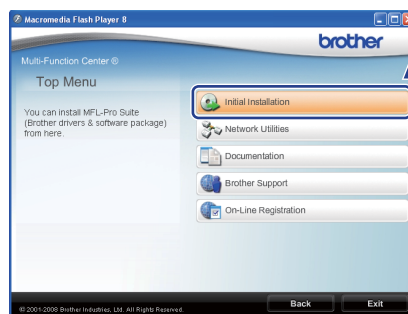 Macromedia Flash Player 8
brother
Multi-Function Center ®
Top Menu
You can install MFL-Pro Suite
(Brother drivers & software package)
from here.
Initial Installation
Network Utilities
Documentation
Brother Support
On-Line Registration
© 2001-2008 Brother Industries, Ltd. All Rights Reserved.
Back
Exit